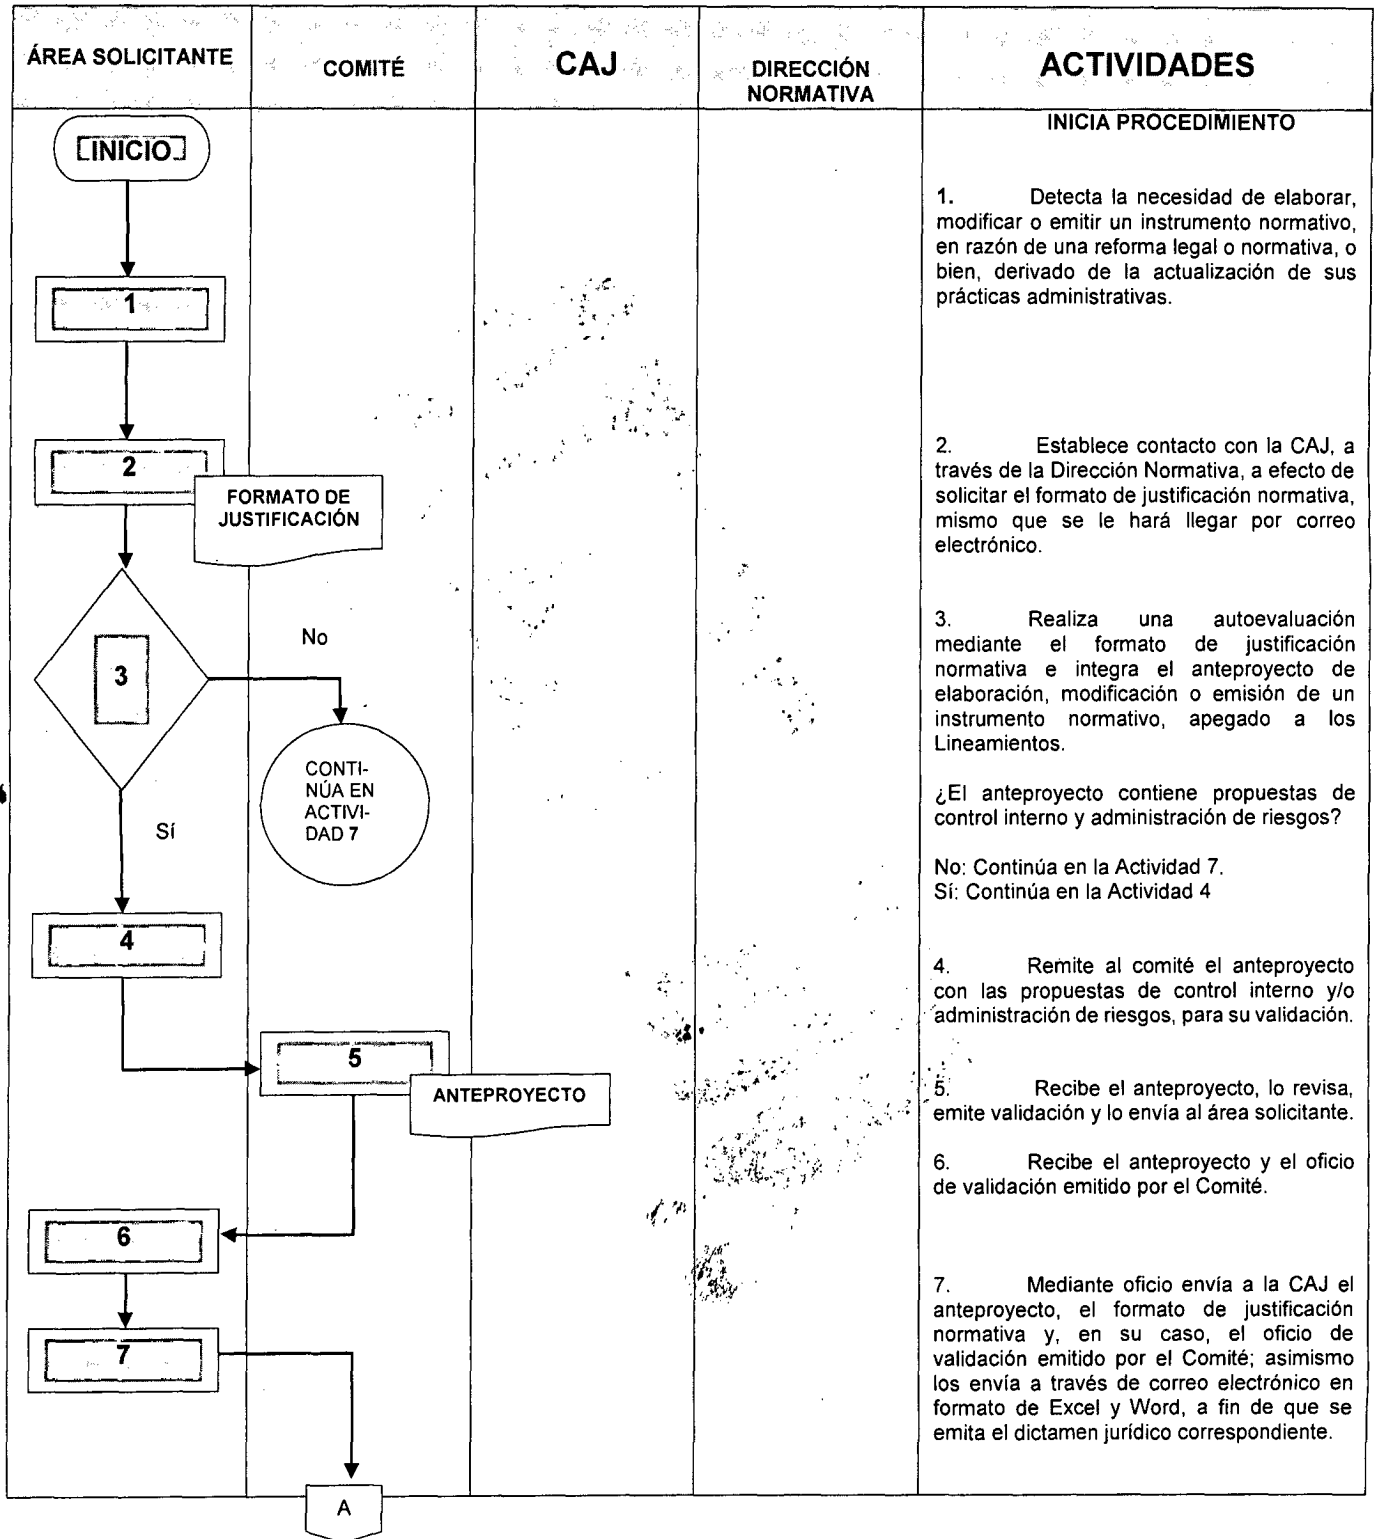 ÁREA SOLICITANTE
COMITÉ
CAJ
DIRECCIÓN
NORMATIVA
ACTIVIDADES
INICIO
1
2
FORMATO DE
JUSTIFICACIÓN
3
No
CONTI-
NÚA EN
ACTIVI-
DAD 7
Sí
4
5
ANTEPROYECTO
6
7
A
INICIA PROCEDIMIENTO
1. Detecta la necesidad de elaborar,
modificar o emitir un instrumento normativo,
en razón de una reforma legal o normativa, o
bien, derivado de la actualización de sus
prácticas administrativas.
2. Establece contacto con la CAJ, a
través de la Dirección Normativa, a efecto de
solicitar el formato de justificación normativa,
mismo que se le hará llegar por correo
electrónico.
3. Realiza una autoevaluación
mediante el formato de justificación
normativa e integra el anteproyecto de
elaboración, modificación o emisión de un
instrumento normativo, apegado a los
Lineamientos.
¿El anteproyecto contiene propuestas de
control interno y administración de riesgos?
No: Continúa en la Actividad 7.
Sí: Continúa en la Actividad 4
4. Remite al comité el anteproyecto
con las propuestas de control interno y/o
administración de riesgos, para su validación.
5. Recibe el anteproyecto, lo revisa,
emite validación y lo envía al área solicitante.
6. Recibe el anteproyecto y el oficio
de validación emitido por el Comité.
7. Mediante oficio envía a la CAJ el
anteproyecto, el formato de justificación
normativa y, en su caso, el oficio de
validación emitido por el Comité; asimismo
los envía a través de correo electrónico en
formato de Excel y Word, a fin de que se
emita el dictamen jurídico correspondiente.